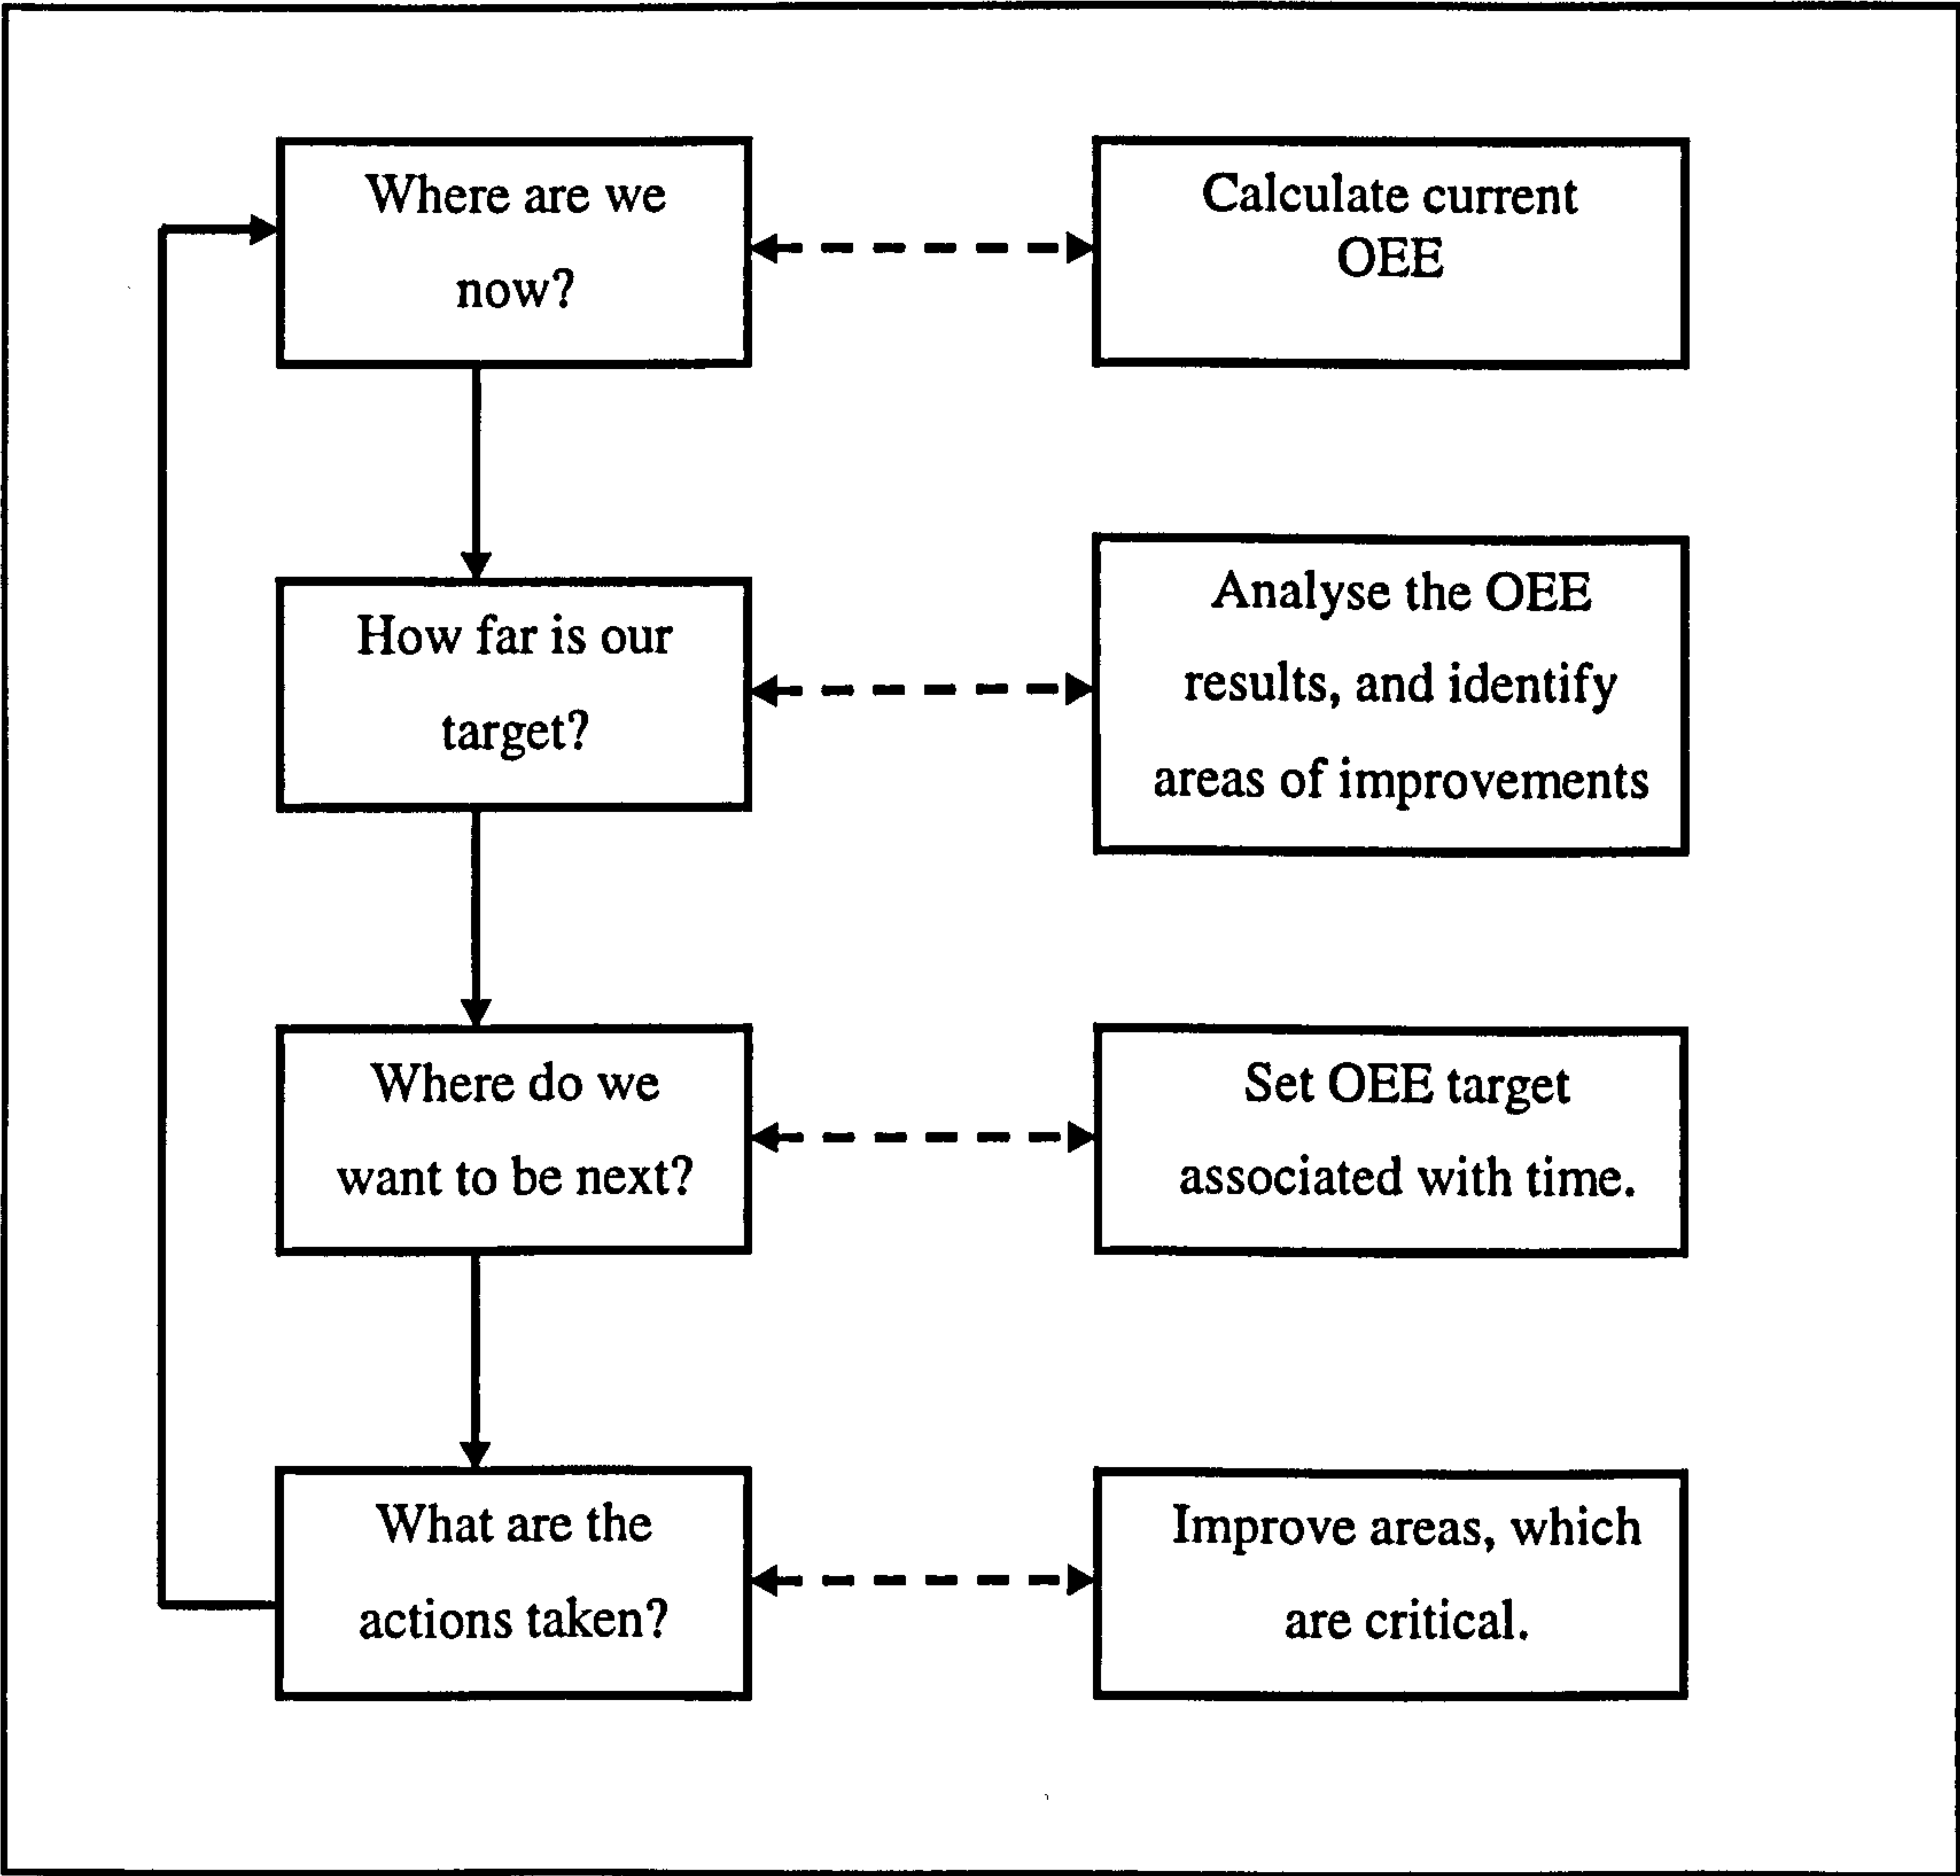 Where are we
now?
Calculate current
OEE
How far is our
target?
Analyse the OEE
results, and identify
areas of improvements
Where do we
want to be next?
Set OEE target
associated with time.
What are the
actions taken?
Improve areas, which
are critical.